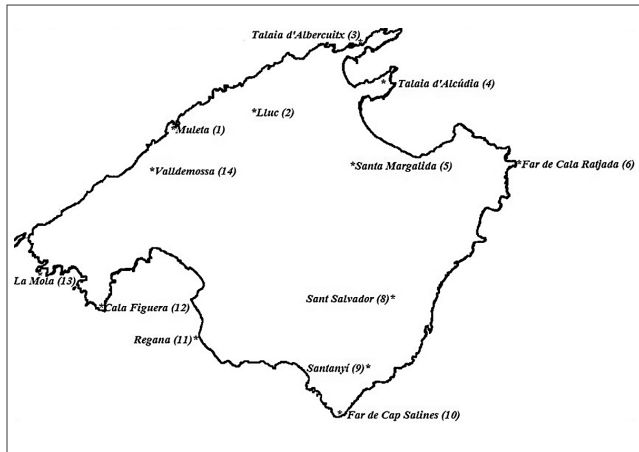 Talaia d'Albercuitx (3)*
*Talaia d'Alcúdia (4)
*Lluc (2)
*Muleta (1)
*Santa Margalida (5)
*Far de Cala Ratjada (6)
*Valldemossa (14)
La Mola (13)*
Sant Salvador (8)*
*Cala Figuera (12)
Regana (11)*
Santanyí (9)*
*Far de Cap Salines (10)